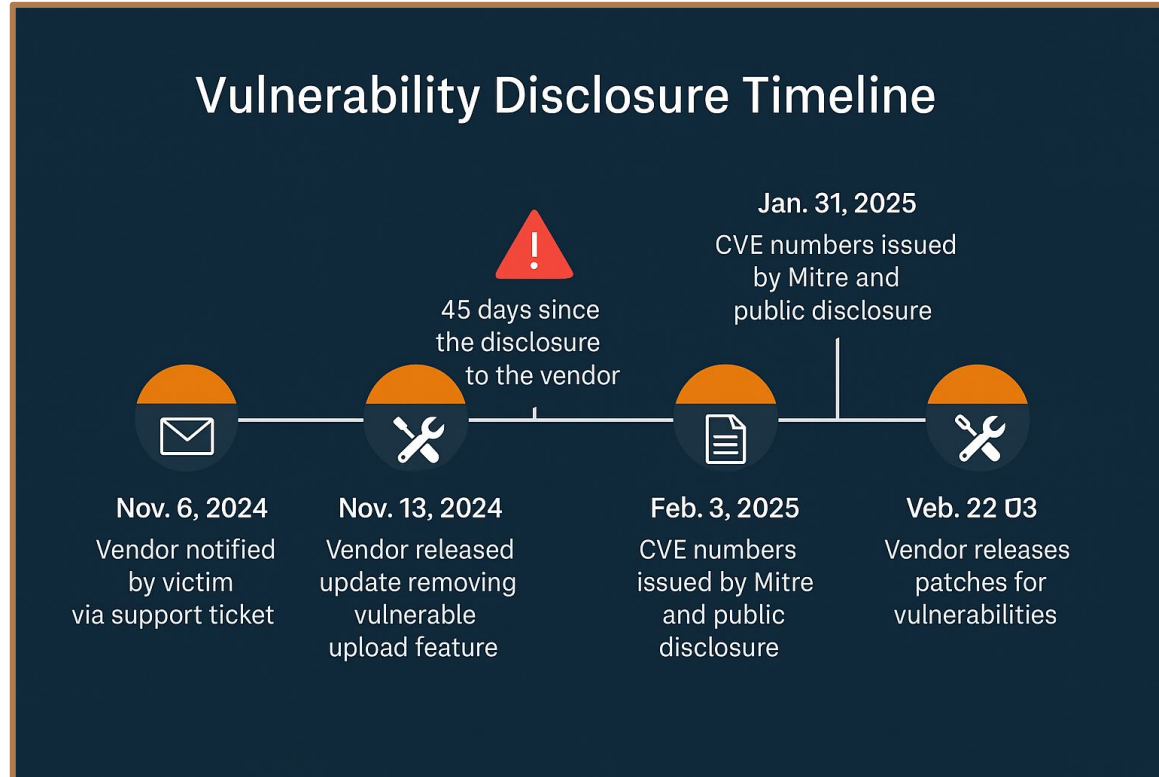 Vulnerability Disclosure Timeline
45 days since
the disclosure
to the vendor
Jan. 31, 2025
CVE numbers issued
by Mitre and
public disclosure
Nov. 6, 2024
Vendor notified
by victim
via support ticket
Nov. 13, 2024
Vendor released
update removing
vulnerable
upload feature
Feb. 3, 2025
CVE numbers
issued by Mitre
and public
disclosure
Veb. 22
Vendor releases
patches for
vulnerabilities